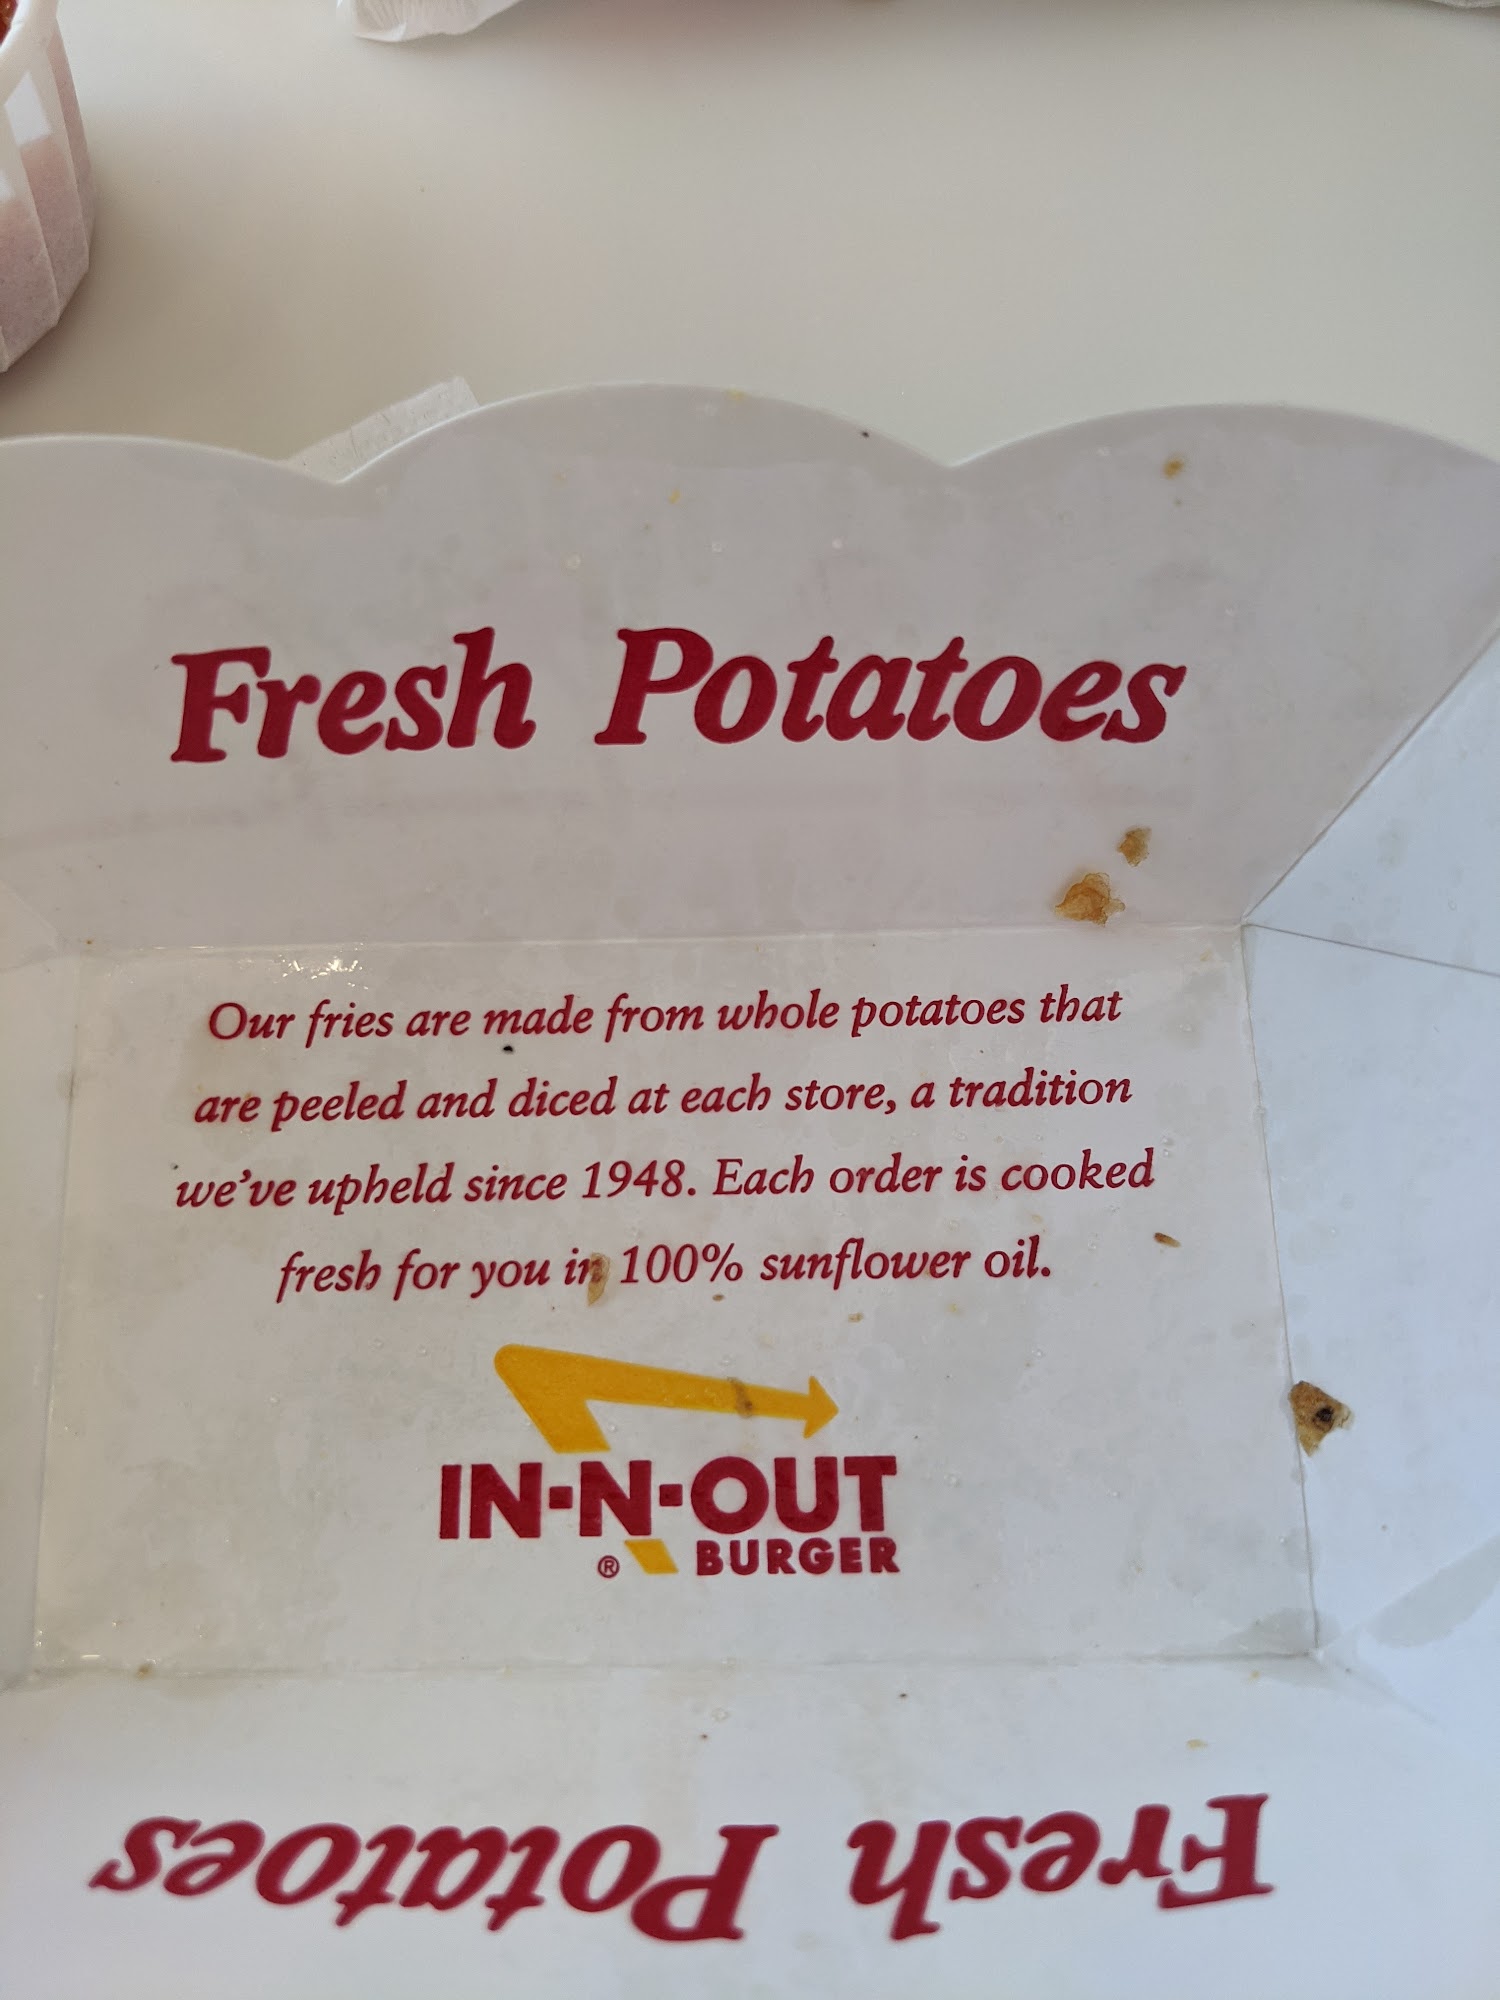 Fresh Potatoes
Our fries are made from whole potatoes that
are peeled and diced at each store, a tradition
we've upheld since 1948. Each order is cooked
fresh for you in 100% sunflower oil.
IN-N-OUT
® BURGER
Fresh Potatoes